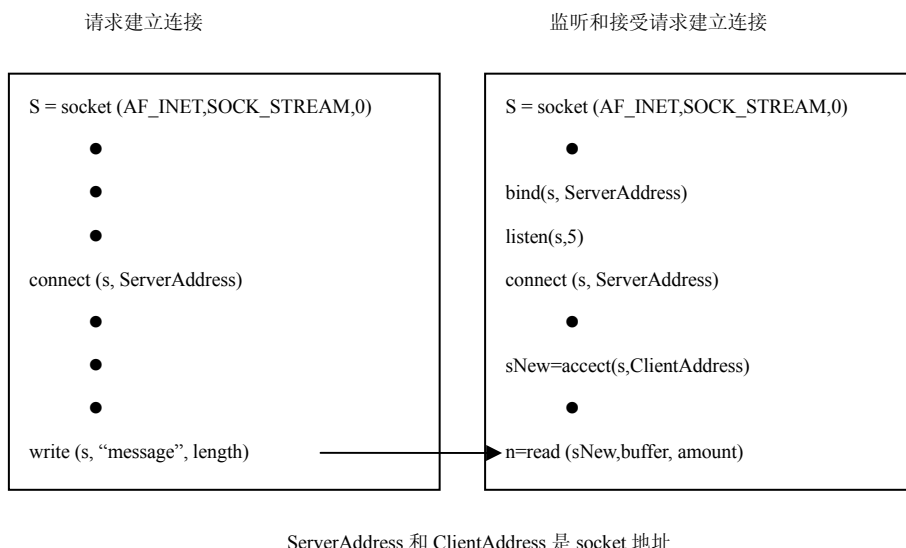 请求建立连接
监听和接受请求建立连接
S = socket (AF_INET,SOCK_STREAM,0)
connect (s, ServerAddress)
write (s, “message”, length)
S = socket (AF_INET,SOCK_STREAM,0)
bind(s, ServerAddress)
listen(s,5)
connect (s, ServerAddress)
sNew=accect(s,ClientAddress)
n=read (sNew,buffer, amount)
ServerAddress 和 ClientAddress 是 socket 地址